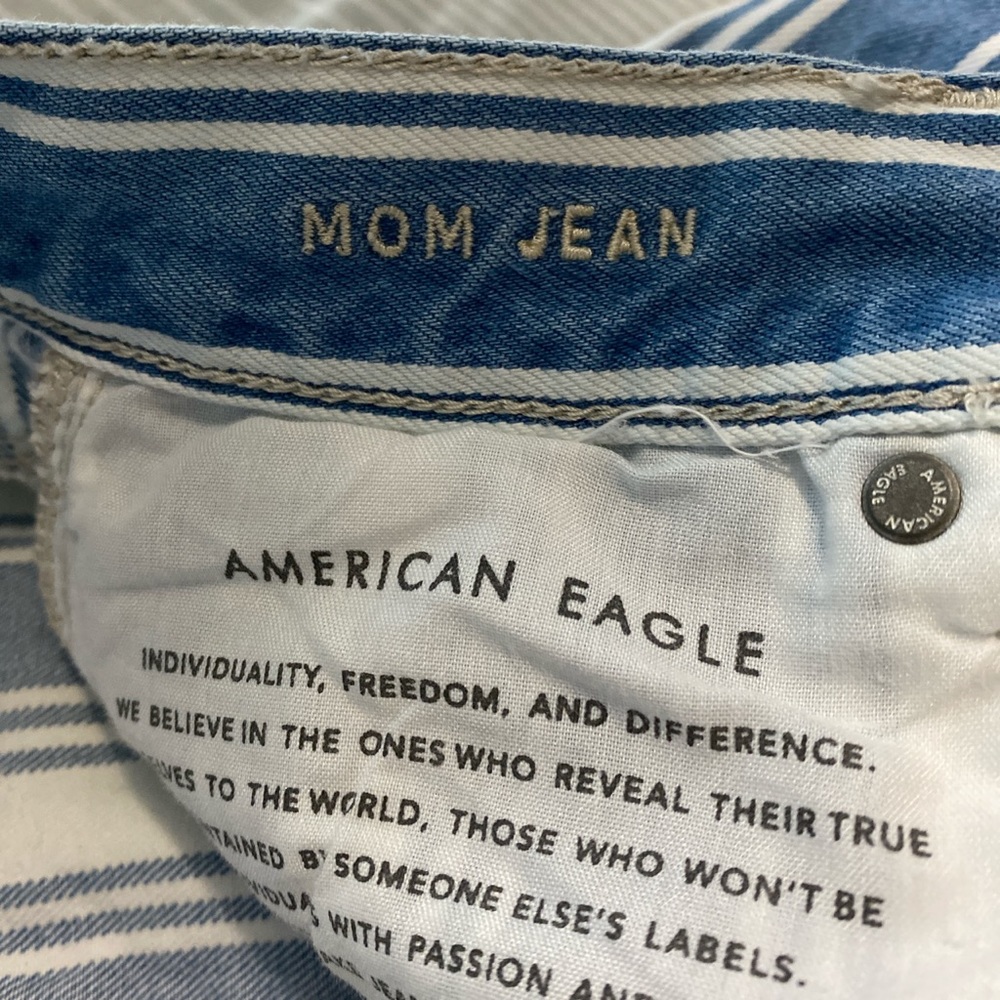 MOM JEAN
AMERICAN EAGLE
AMERICAN EAGLE
INDIVIDUALITY, FREEDOM, AND DIFFERENCE.
WE BELIEVE IN THE ONES WHO REVEAL THEIR TRUE
TO THE WORLD, THOSE WHO WON'T BE
BY SOMEONE ELSE'S LABELS.
WITH PASSION